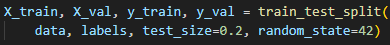 X_train, X_val, y_train, y_val = train_test_split(
    data, labels, test_size=0.2, random_state=42)